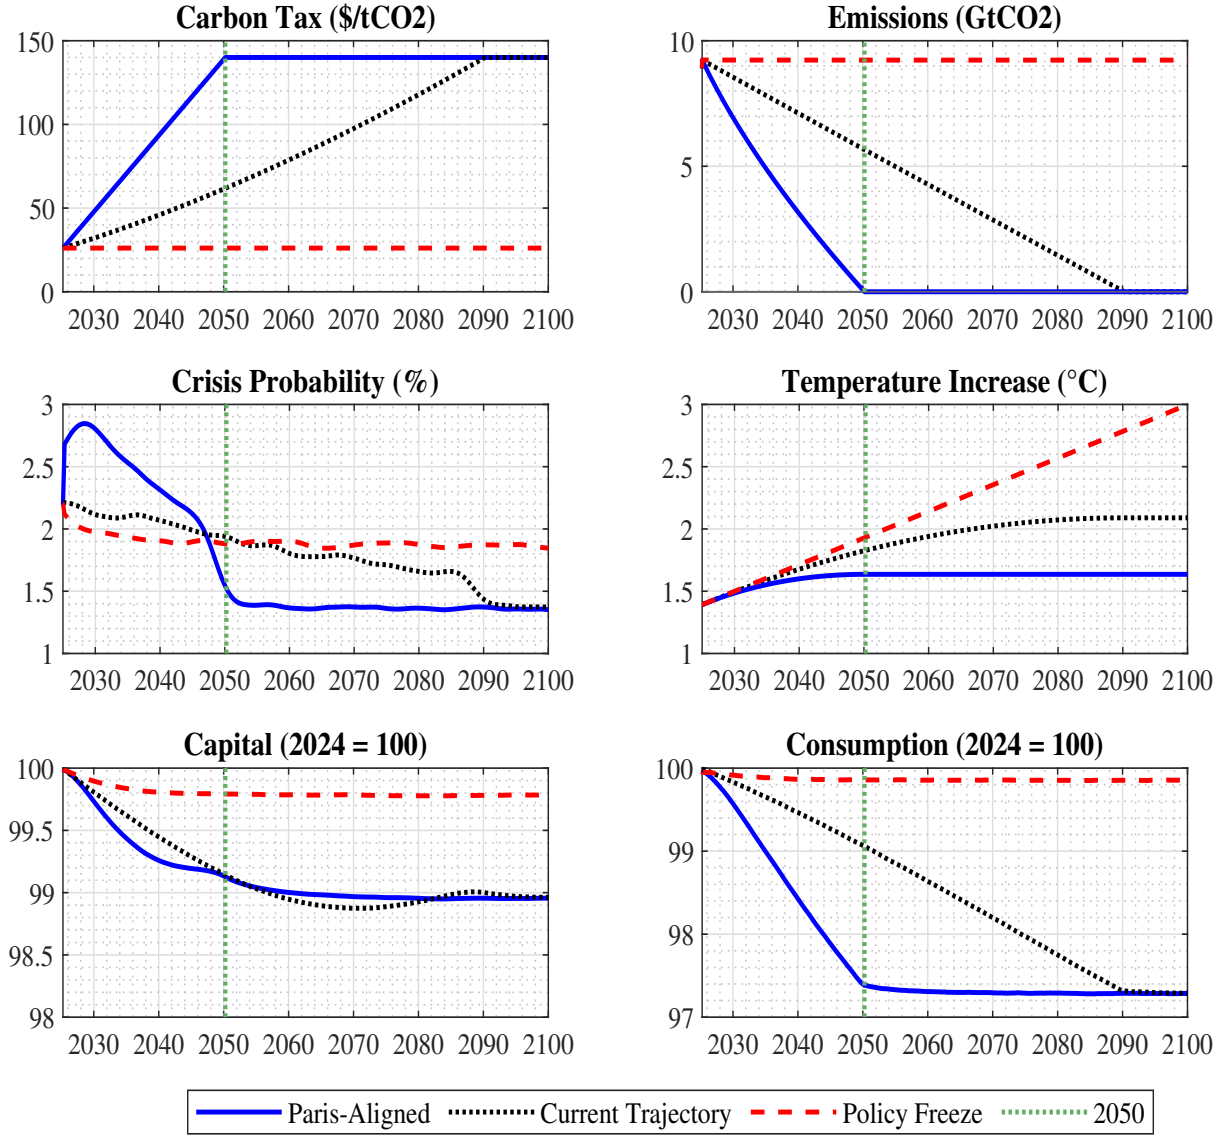 Carbon Tax ($/tCO2)
150
100
50
0
2030 2040 2050 2060 2070 2080 2090 2100
Emissions (GtCO2)
10
5
0
2030 2040 2050 2060 2070 2080 2090 2100
Crisis Probability (%)
3
2.5
2
1.5
1
2030 2040 2050 2060 2070 2080 2090 2100
Temperature Increase (°C)
3
2.5
2
1.5
1
2030 2040 2050 2060 2070 2080 2090 2100
Capital (2024 = 100)
100
99.5
99
98.5
98
2030 2040 2050 2060 2070 2080 2090 2100
Consumption (2024 = 100)
100
99
98
97
2030 2040 2050 2060 2070 2080 2090 2100
Paris-Aligned Current Trajectory Policy Freeze 2050